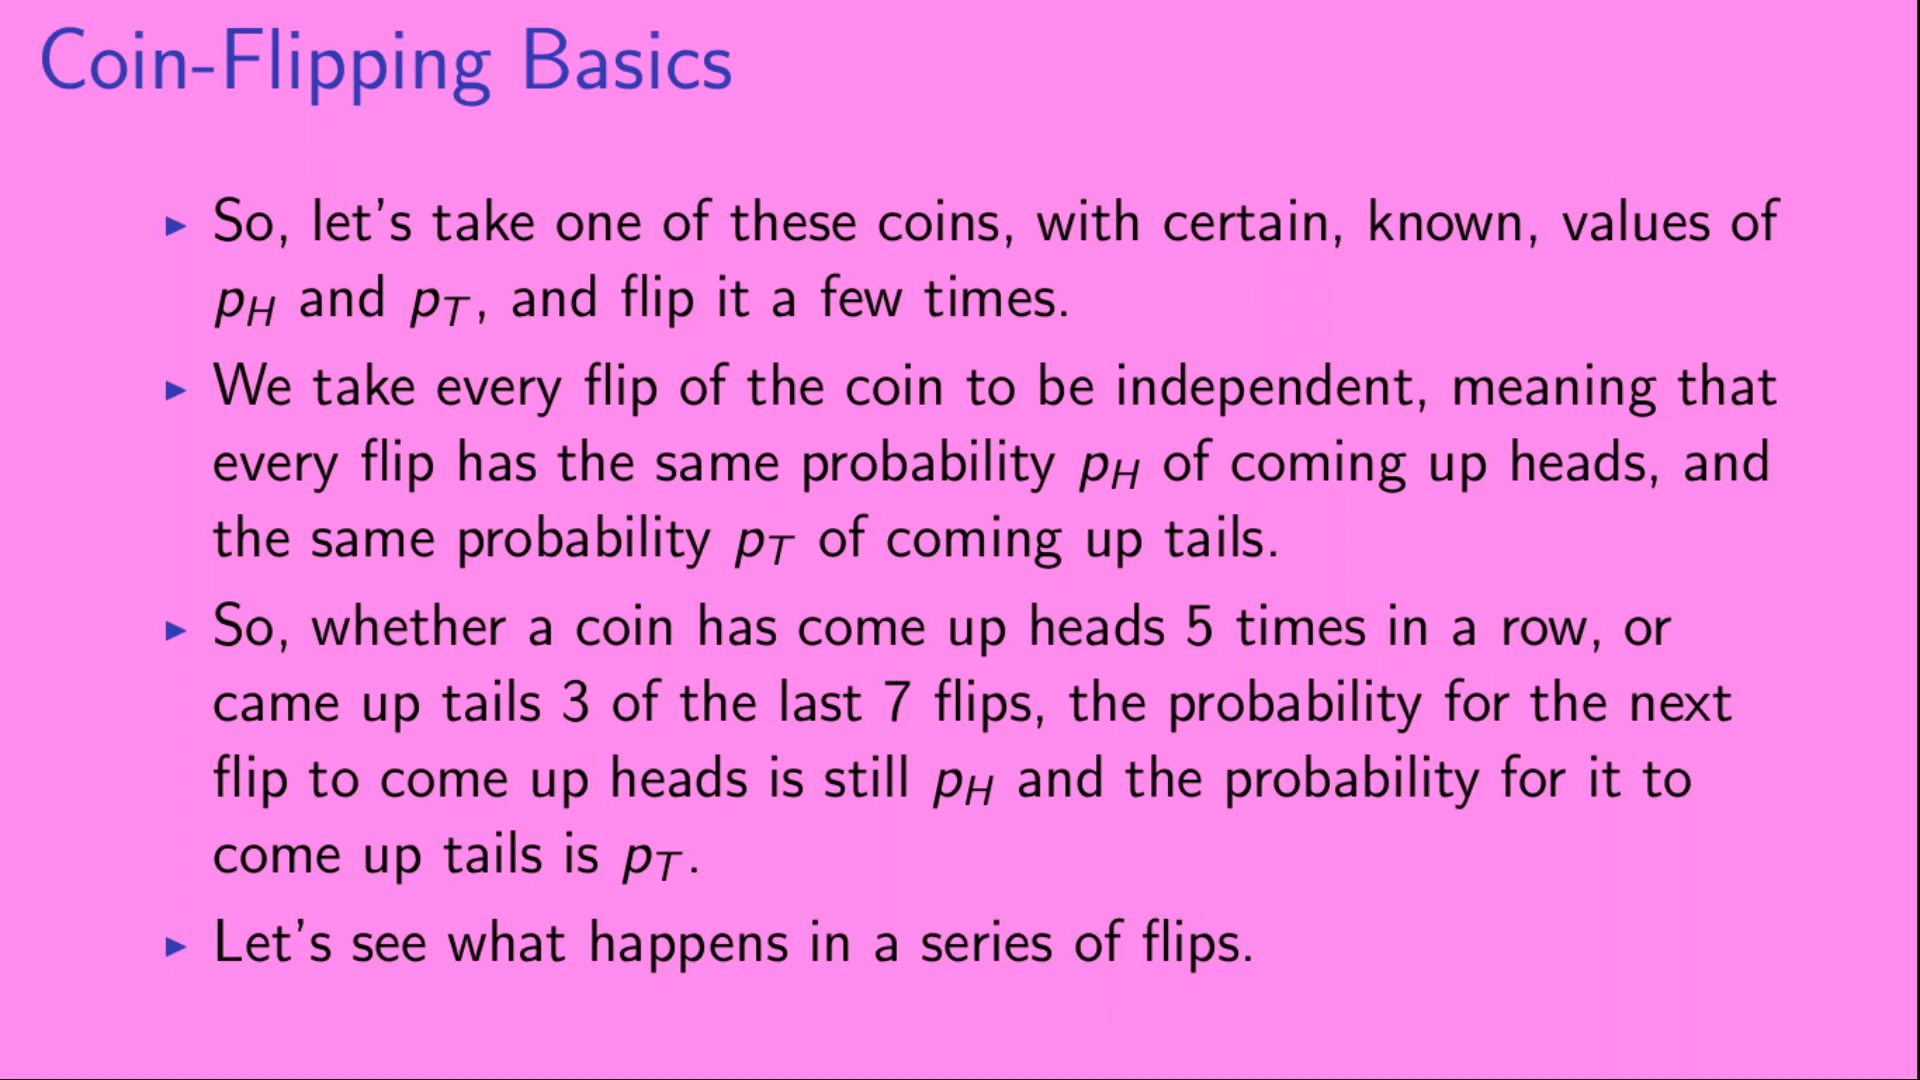 Coin-Flipping Basics
▸ So, let's take one of these coins, with certain, known, values of
p_H and p_T, and flip it a few times.
▸ We take every flip of the coin to be independent, meaning that
every flip has the same probability p_H of coming up heads, and
the same probability p_T of coming up tails.
▸ So, whether a coin has come up heads 5 times in a row, or
came up tails 3 of the last 7 flips, the probability for the next
flip to come up heads is still p_H and the probability for it to
come up tails is p_T.
▸ Let's see what happens in a series of flips.